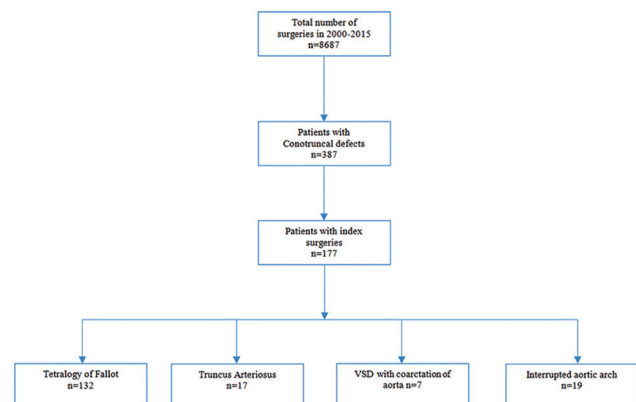 Total number of
surgeries in 2000-2015
n=8687
Patients with
Conotruncal defects
n=387
Patients with index
surgeries
n=177
Tetralogy of Fallot
n=132
Truncus Arteriosus
n=17
VSD with coarctation of
aorta n=7
Interrupted aortic arch
n=19